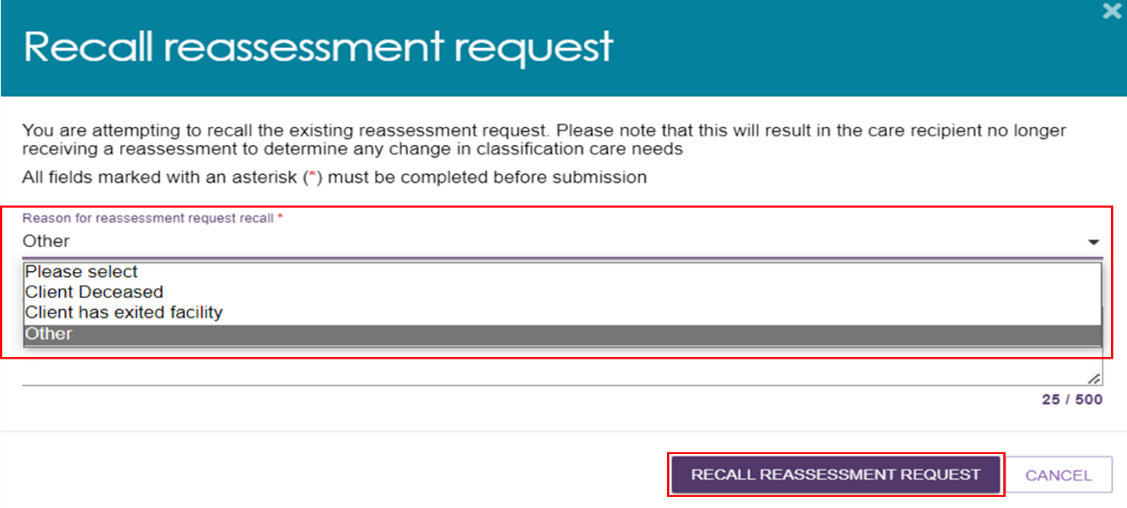 Recall reassessment request
You are attempting to recall the existing reassessment request. Please note that this will result in the care recipient no longer
receiving a reassessment to determine any change in classification care needs
All fields marked with an asterisk (*) must be completed before submission
Reason for reassessment request recall *
Other
Please select
Client Deceased
Client has exited facility
Other
25 / 500
RECALL REASSESSMENT REQUEST CANCEL